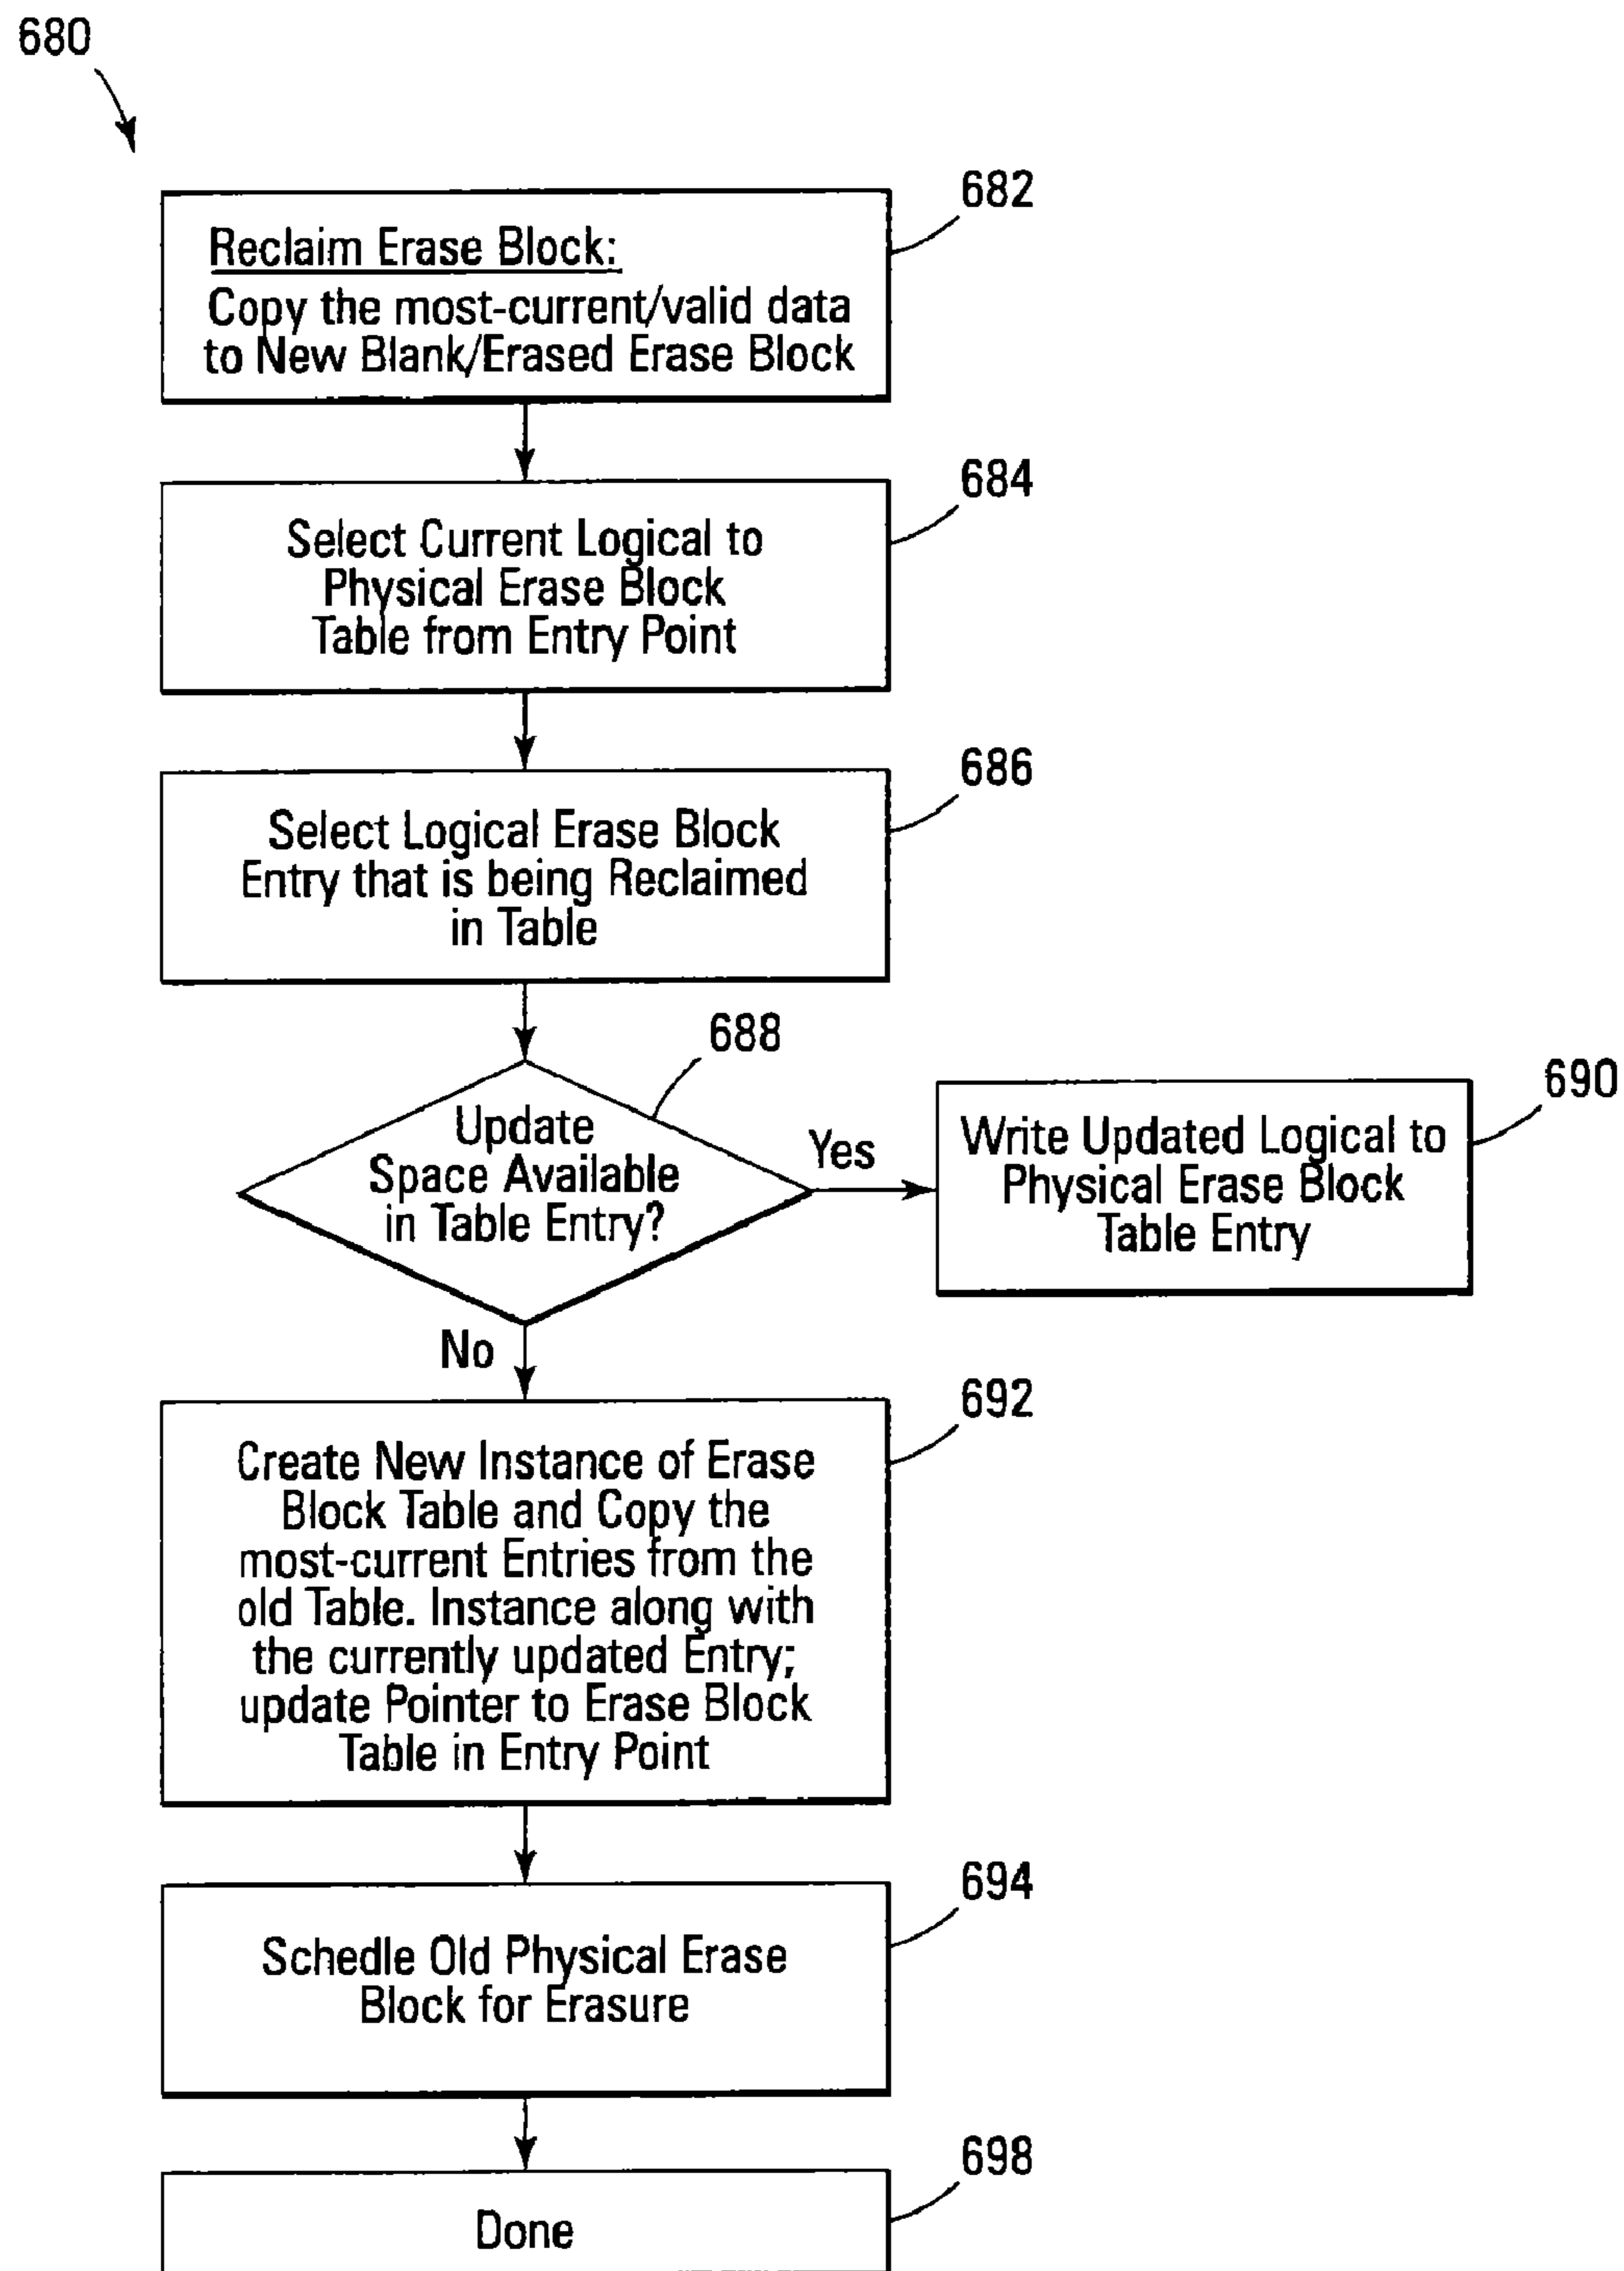 680
682
Reclaim Erase Block:
Copy the most-current/valid data
to New Blank/Erased Erase Block
684
Select Current Logical to
Physical Erase Block
Table from Entry Point
686
Select Logical Erase Block
Entry that is being Reclaimed
in Table
688
Update
Space Available
in Table Entry?
Yes
690
Write Updated Logical to
Physical Erase Block
Table Entry
No
692
Create New Instance of Erase
Block Table and Copy the
most-current Entries from the
old Table. Instance along with
the currently updated Entry;
update Pointer to Erase Block
Table in Entry Point
694
Schedle Old Physical Erase
Block for Erasure
698
Done